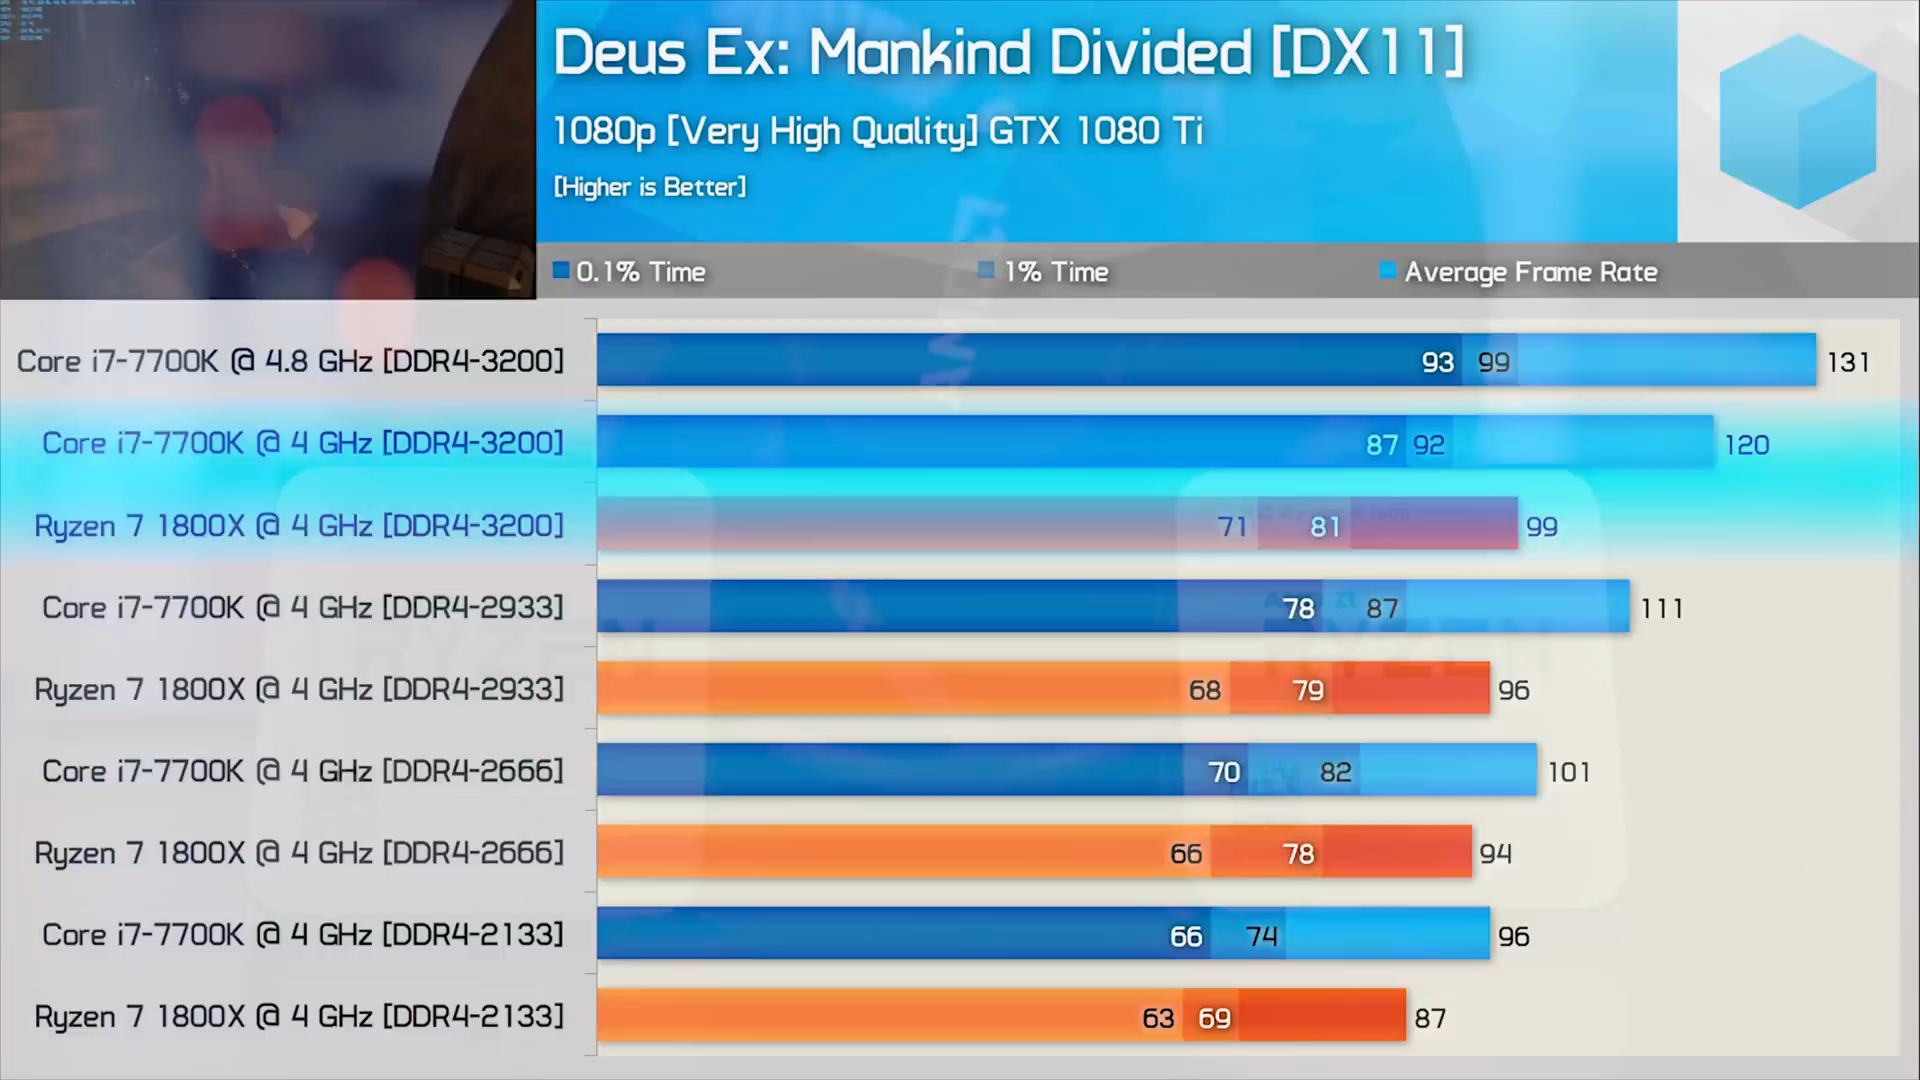 Deus Ex: Mankind Divided [DX11]
1080p [Very High Quality] GTX 1080 Ti
[Higher is Better]
0.1% Time 1% Time Average Frame Rate
Core i7-7700K @ 4.8 GHz [DDR4-3200] 93 99 131
Core i7-7700K @ 4 GHz [DDR4-3200] 87 92 120
Ryzen 7 1800X @ 4 GHz [DDR4-3200] 71 81 99
Core i7-7700K @ 4 GHz [DDR4-2933] 78 87 111
RYZEN RYZEN
Ryzen 7 1800X @ 4 GHz [DDR4-2933] 68 79 96
Core i7-7700K @ 4 GHz [DDR4-2666] 70 82 101
Ryzen 7 1800X @ 4 GHz [DDR4-2666] 66 78 94
Core i7-7700K @ 4 GHz [DDR4-2133] 66 74 96
Ryzen 7 1800X @ 4 GHz [DDR4-2133] 63 69 87